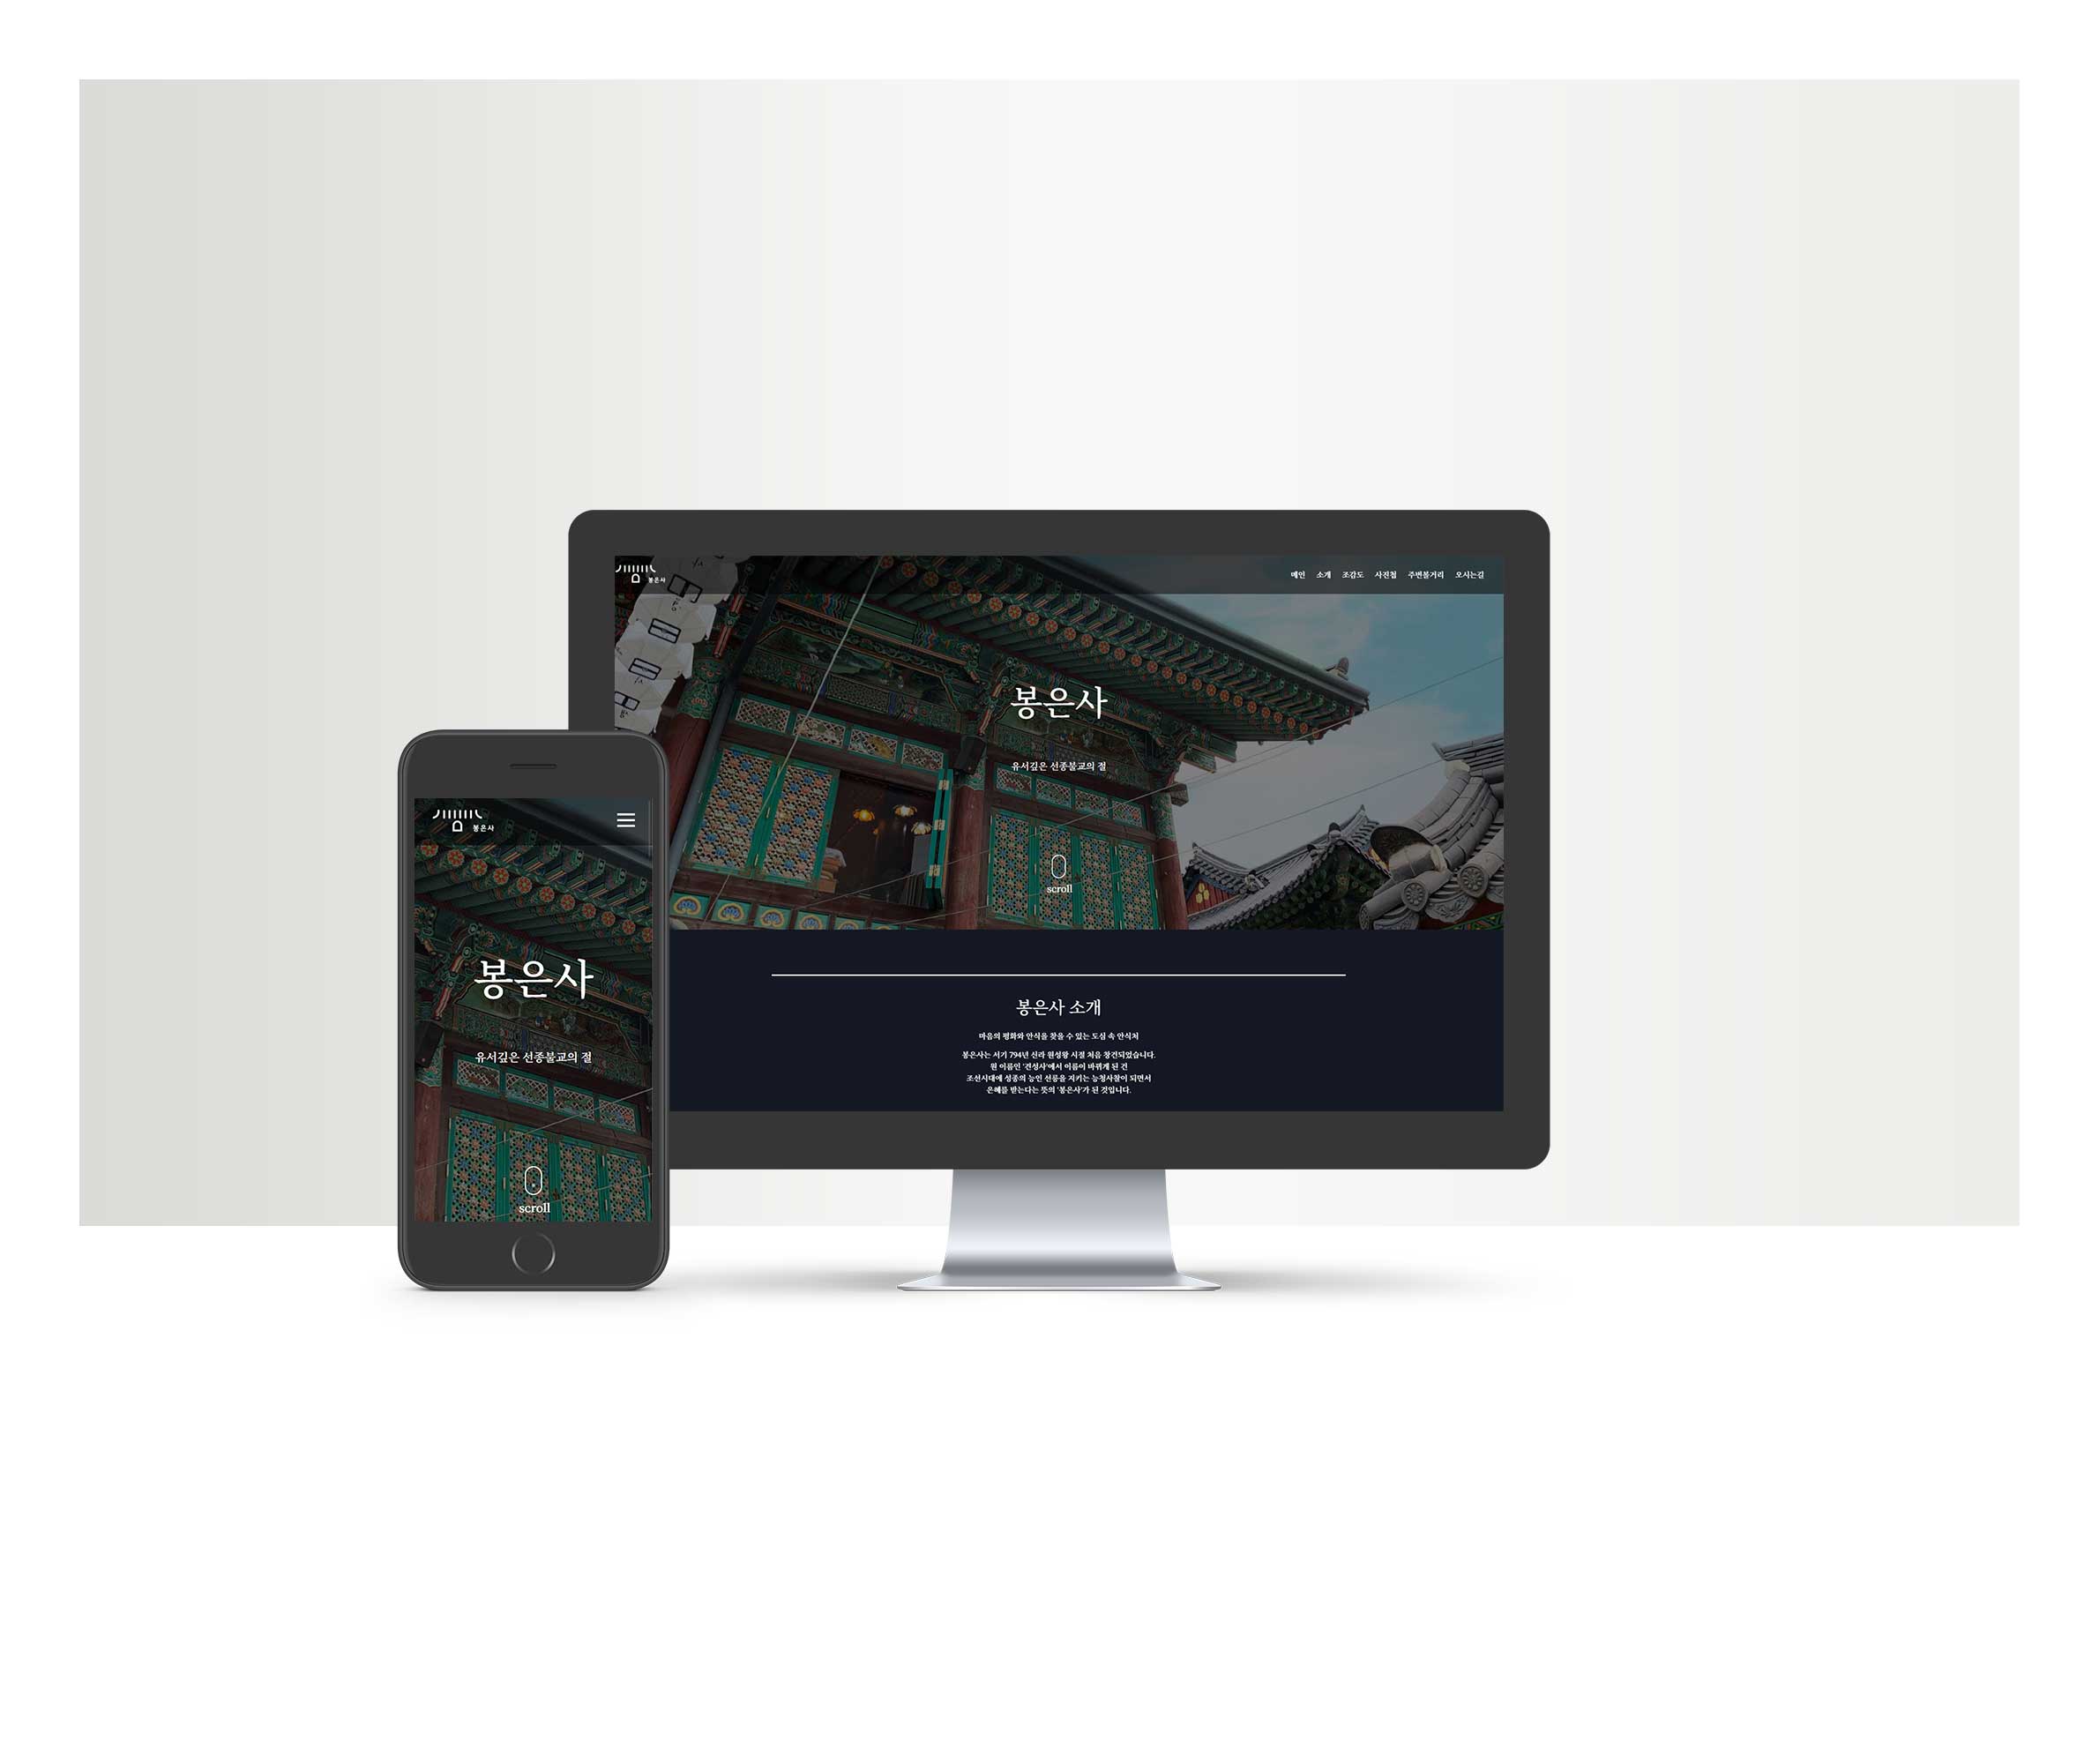 봉은사
메인 소개 조감도 사진첩 주변볼거리 오시는길
봉은사
유서깊은 선종불교의 절
scroll
봉은사 소개
마음의 평화와 안식을 찾을 수 있는 도심 속 안식처
봉은사는 서기 794년 신라 원성왕 시절 처음 창건되었습니다.
원 이름인 '견성사'에서 이름이 바뀌게 된 건
조선시대에 성종의 능인 선릉을 지키는 능침사찰이 되면서
은혜를 받든다는 뜻의 '봉은사'가 된 것입니다.
봉은사
봉은사
유서깊은 선종불교의 절
scroll